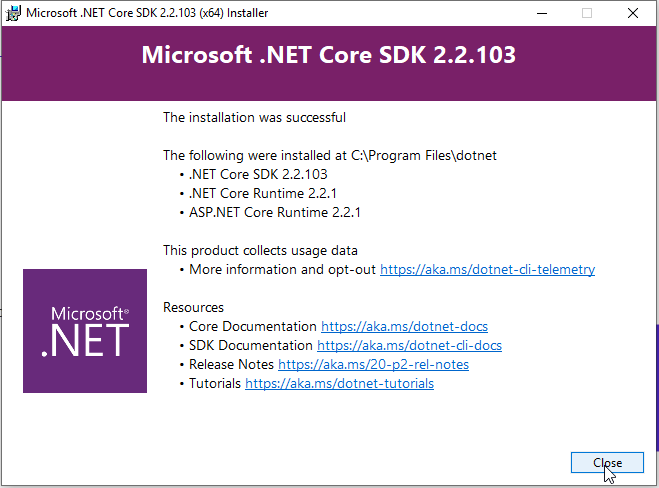 Microsoft .NET Core SDK 2.2.103 (x64) Installer
Microsoft .NET Core SDK 2.2.103
The installation was successful
The following were installed at C:\Program Files\dotnet
• .NET Core SDK 2.2.103
• .NET Core Runtime 2.2.1
• ASP.NET Core Runtime 2.2.1
This product collects usage data
• More information and opt-out https://aka.ms/dotnet-cli-telemetry
Resources
• Core Documentation https://aka.ms/dotnet-docs
• SDK Documentation https://aka.ms/dotnet-cli-docs
• Release Notes https://aka.ms/20-p2-rel-notes
• Tutorials https://aka.ms/dotnet-tutorials
Microsoft®
.NET
Close